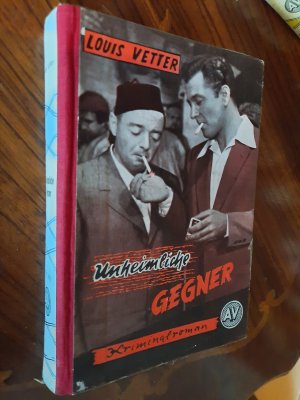 LOUIS VETTER
Unheimliche
GEGNER
Kriminalroman
AV